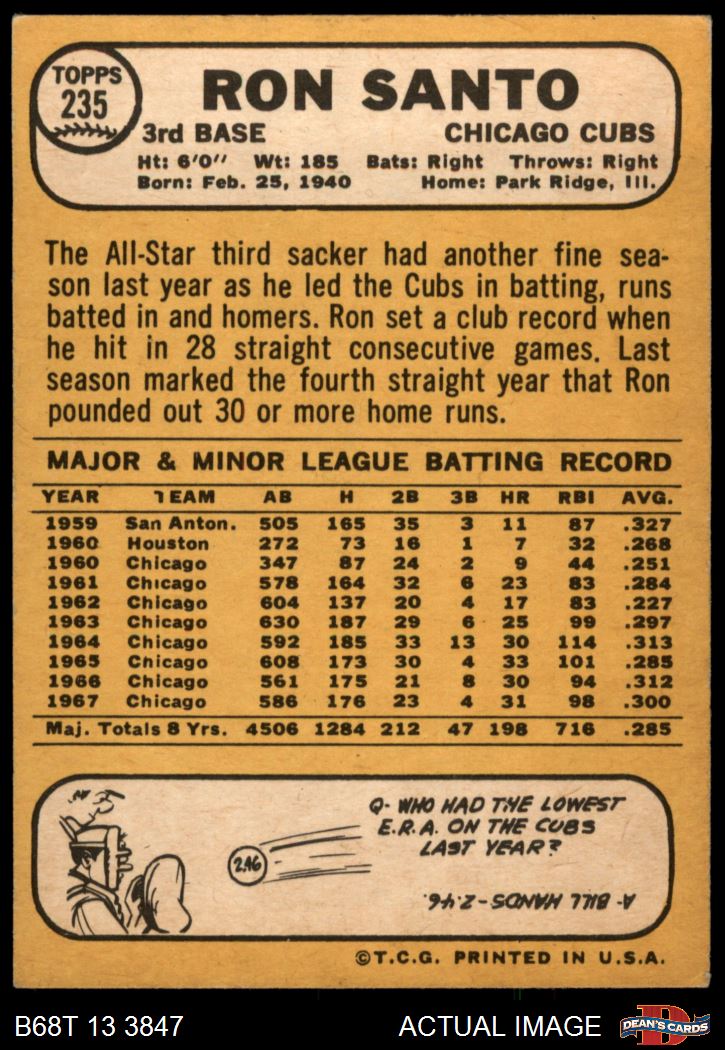 TOPPS
235
RON SANTO
3rd BASE CHICAGO CUBS
Ht: 6'0" Wt: 185 Bats: Right Throws: Right
Born: Feb. 25, 1940 Home: Park Ridge, Ill.
The All-Star third sacker had another fine sea-
son last year as he led the Cubs in batting, runs
batted in and homers. Ron set a club record when
he hit in 28 straight consecutive games. Last
season marked the fourth straight year that Ron
pounded out 30 or more home runs.
MAJOR & MINOR LEAGUE BATTING RECORD
YEAR TEAM AB H 2B 3B HR RBI AVG.
1959 San Anton. 505 165 35 3 11 87 .327
1960 Houston 272 73 16 1 7 32 .268
1960 Chicago 347 87 24 2 9 44 .251
1961 Chicago 578 164 32 6 23 83 .284
1962 Chicago 604 137 20 4 17 83 .227
1963 Chicago 630 187 29 6 25 99 .297
1964 Chicago 592 185 33 13 30 114 .313
1965 Chicago 608 173 30 4 33 101 .285
1966 Chicago 561 175 21 8 30 94 .312
1967 Chicago 586 176 23 4 31 98 .300
Maj. Totals 8 Yrs. 4506 1284 212 47 198 716 .285
Q- WHO HAD THE LOWEST
E.R.A. ON THE CUBS
LAST YEAR?
2.46
A- BILL HANDS-2.46.
©T.C.G. PRINTED IN U.S.A.
B68T 13 3847 ACTUAL IMAGE
D
DEAN'S CARDS